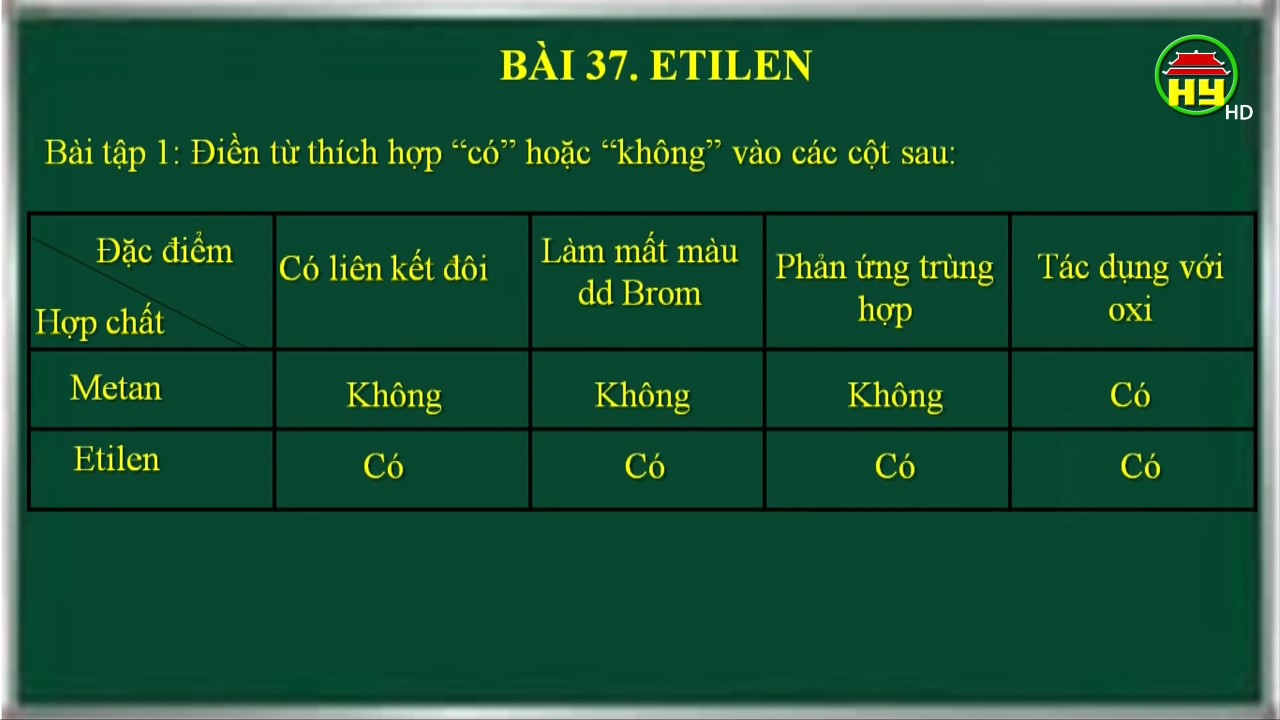 BÀI 37. ETILEN
HY
HD
Bài tập 1: Điền từ thích hợp “có” hoặc “không” vào các cột sau:
Đặc điểm
Hợp chất
Có liên kết đôi
Làm mất màu
dd Brom
Phản ứng trùng
hợp
Tác dụng với
oxi
Metan
Không
Không
Không
Có
Etilen
Có
Có
Có
Có